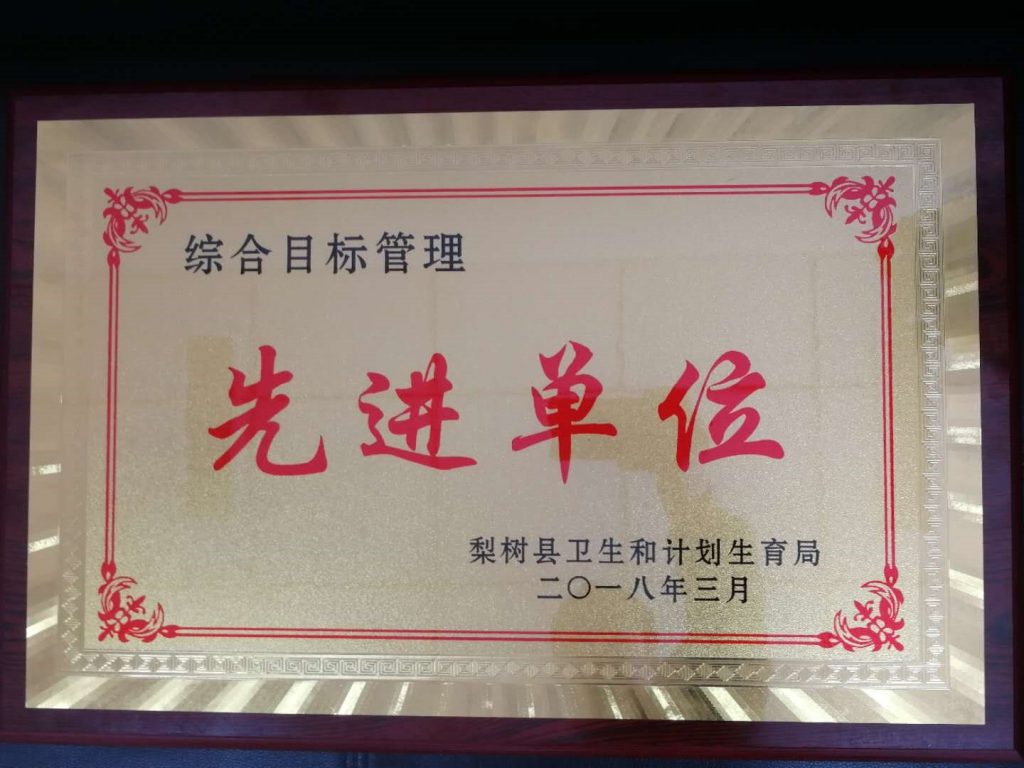 综合目标管理
先进单位
梨树县卫生和计划生育局
二〇一八年三月